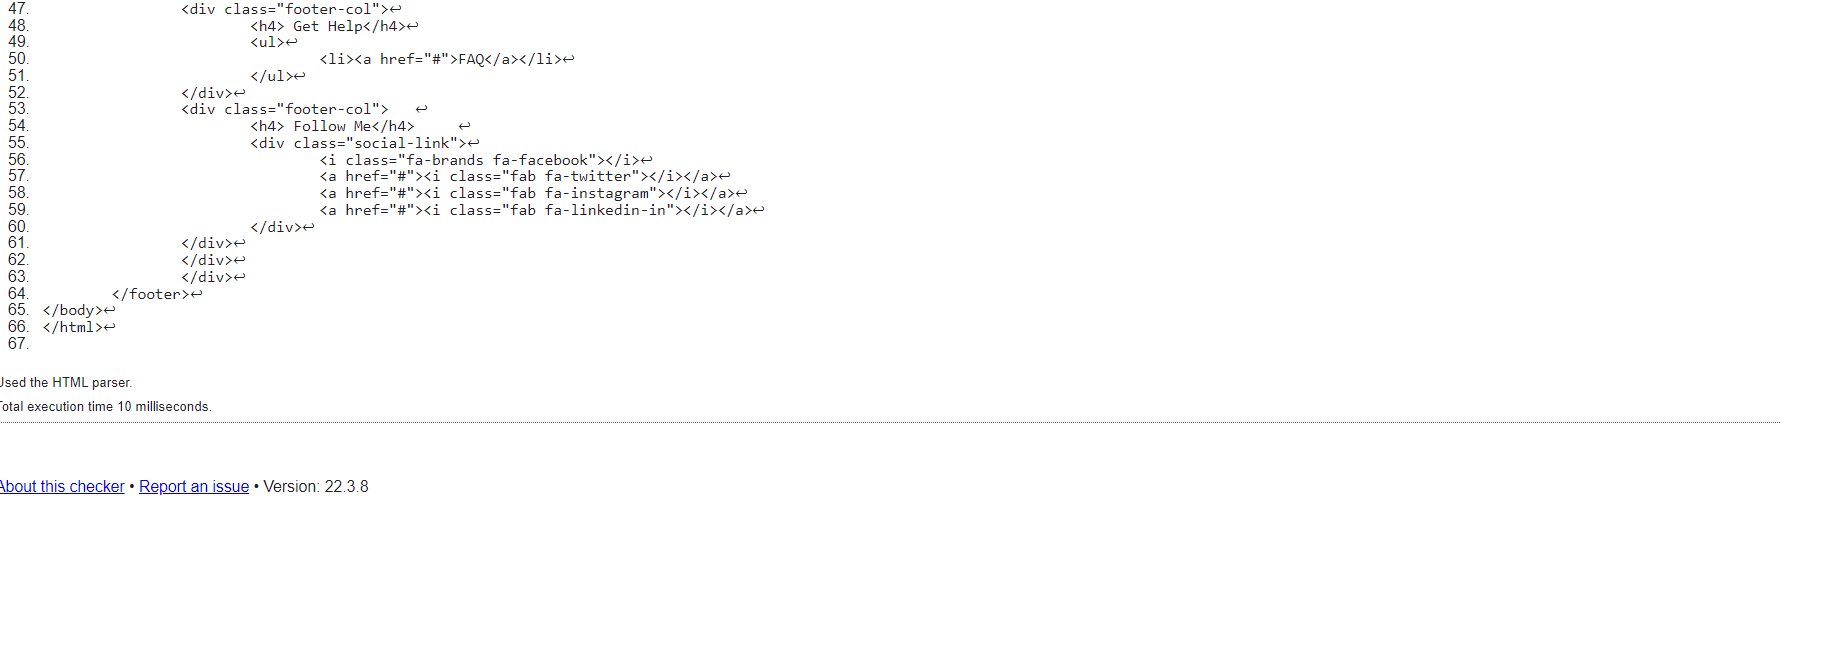 47. <div class="footer-col">↩
48. <h4> Get Help</h4>↩
49. <ul>↩
50. <li><a href="#">FAQ</a></li>↩
51. </ul>↩
52. </div>↩
53. <div class="footer-col"> ↩
54. <h4> Follow Me</h4> ↩
55. <div class="social-link">↩
56. <i class="fa-brands fa-facebook"></i>↩
57. <a href="#"><i class="fab fa-twitter"></i></a>↩
58. <a href="#"><i class="fab fa-instagram"></i></a>↩
59. <a href="#"><i class="fab fa-linkedin-in"></i></a>↩
60. </div>↩
61. </div>↩
62. </div>↩
63. </div>↩
64. </footer>↩
65. </body>↩
66. </html>↩
67.
Used the HTML parser.
Total execution time 10 milliseconds.
About this checker • Report an issue • Version: 22.3.8